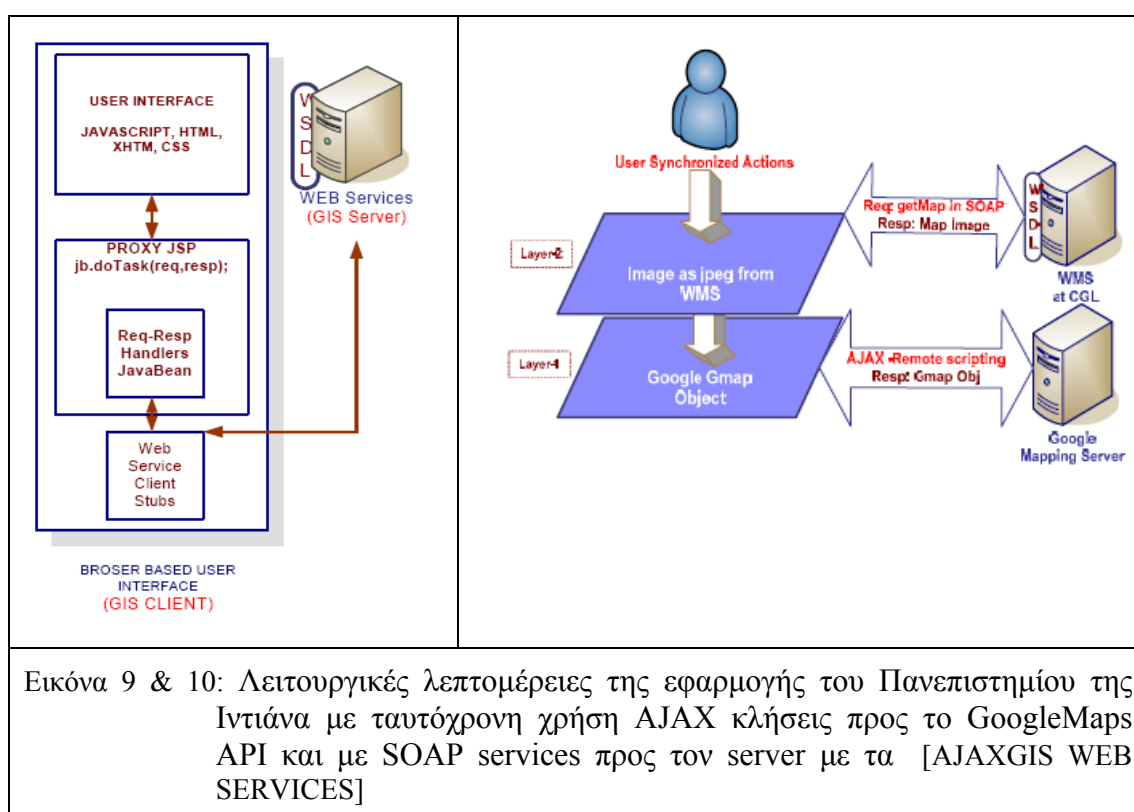 USER INTERFACE
JAVASCRIPT, HTML,
XHTM, CSS
PROXY JSP
jb.doTask(req,resp);
Req-Resp
Handlers
JavaBean
Web
Service
Client
Stubs
BROSER BASED USER
INTERFACE
(GIS CLIENT)
W
S
D
L
WEB Services
(GIS Server)
User Synchronized Actions
Layer-2
Image as jpeg from
WMS
Req: getMap in SOAP
Resp: Map Image
W
S
D
L
WMS
at CGL
Layer-1
Google Gmap
Object
AJAX -Remote scripting
Resp: Gmap Obj
Google
Mapping Server
Εικόνα 9 & 10: Λειτουργικές λεπτομέρειες της εφαρμογής του Πανεπιστημίου της
Ιντιάνα με ταυτόχρονη χρήση AJAX κλήσεις προς το GoogleMaps
API και με SOAP services προς τον server με τα [AJAXGIS WEB
SERVICES]